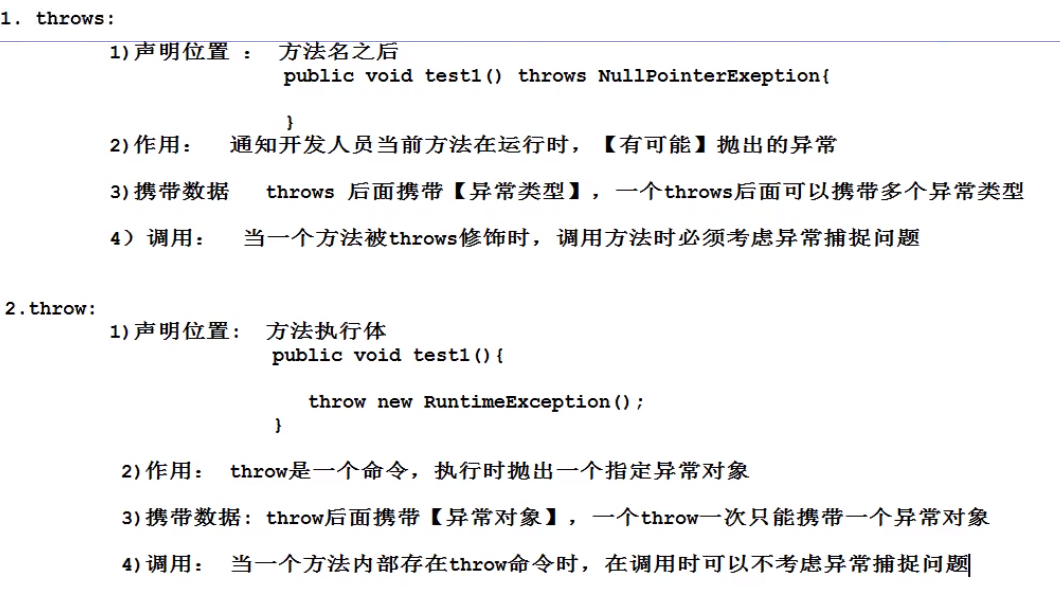 1. throws:
1)声明位置 : 方法名之后
public void test1() throws NullPointerExeption{
}
2)作用: 通知开发人员当前方法在运行时，【有可能】抛出的异常
3)携带数据 throws 后面携带【异常类型】，一个throws后面可以携带多个异常类型
4）调用: 当一个方法被throws修饰时，调用方法时必须考虑异常捕捉问题
2.throw:
1)声明位置: 方法执行体
public void test1(){
throw new RuntimeException();
}
2)作用: throw是一个命令，执行时抛出一个指定异常对象
3)携带数据: throw后面携带【异常对象】，一个throw一次只能携带一个异常对象
4)调用: 当一个方法内部存在throw命令时，在调用时可以不考虑异常捕捉问题